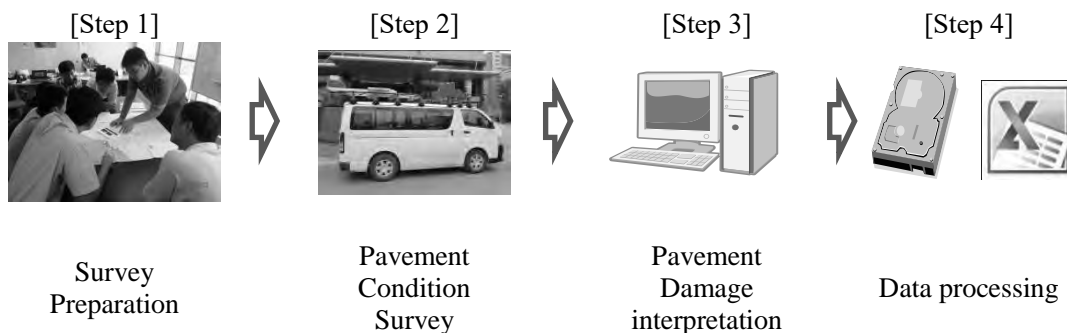 [Step 1]
[Step 2]
[Step 3]
[Step 4]
Survey
Preparation
Pavement
Condition
Survey
Pavement
Damage
interpretation
Data processing